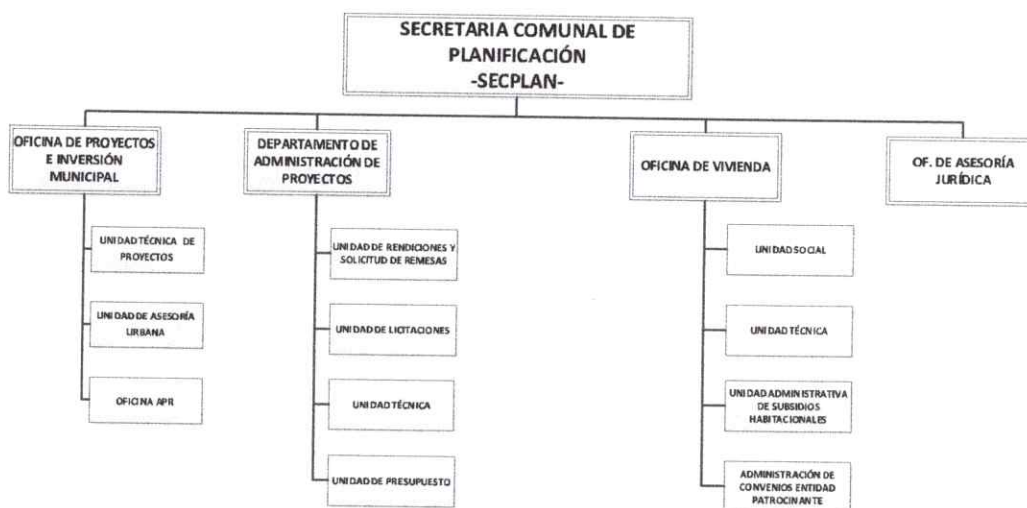 SECRETARIA COMUNAL DE
PLANIFICACIÓN
-SECPLAN-
OFICINA DE PROYECTOS
E INVERSIÓN
MUNICIPAL
UNIDAD TÉCNICA DE
PROYECTOS
UNIDAD DE ASESORÍA
URBANA
OFICINA APR
DEPARTAMENTO DE
ADMINISTRACIÓN DE
PROYECTOS
UNIDAD DE RENDICIONES Y
SOLICITUD DE REMESAS
UNIDAD DE LICITACIONES
UNIDAD TÉCNICA
UNIDAD DE PRESUPUESTO
OFICINA DE VIVIENDA
UNIDAD SOCIAL
UNIDAD TÉCNICA
UNIDAD ADMINISTRATIVA
DE SUBSIDIOS
HABITACIONALES
ADMINISTRACIÓN DE
CONVENIOS ENTIDAD
PATROCINANTE
OF. DE ASESORÍA
JURÍDICA